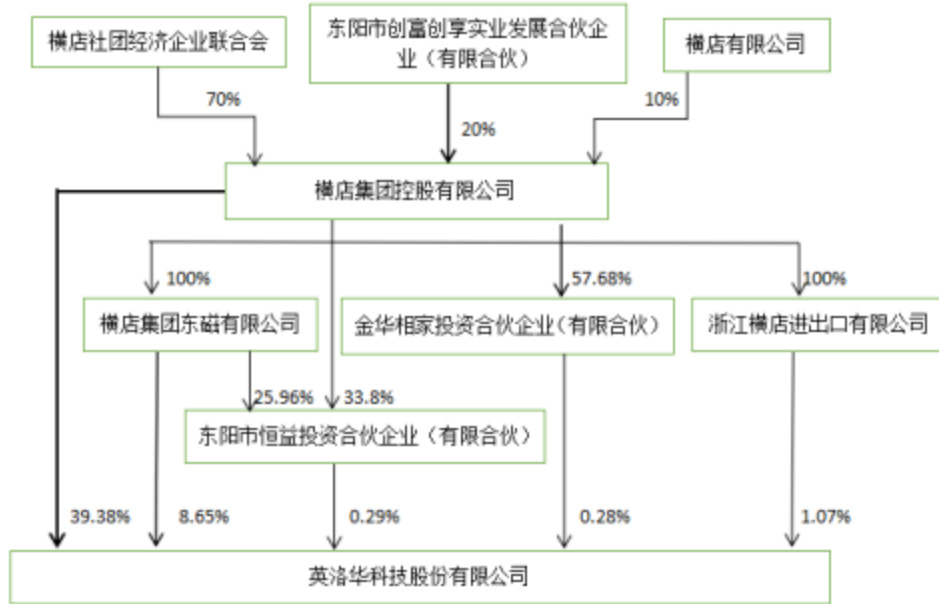 横店社团经济企业联合会
东阳市创富创享实业发展合伙企
业（有限合伙）
横店有限公司
70%
20%
10%
横店集团控股有限公司
100%
57.68%
100%
横店集团东磁有限公司
金华相家投资合伙企业（有限合伙）
浙江横店进出口有限公司
25.96%
33.8%
东阳市恒益投资合伙企业（有限合伙）
39.38%
8.65%
0.29%
0.28%
1.07%
英洛华科技股份有限公司